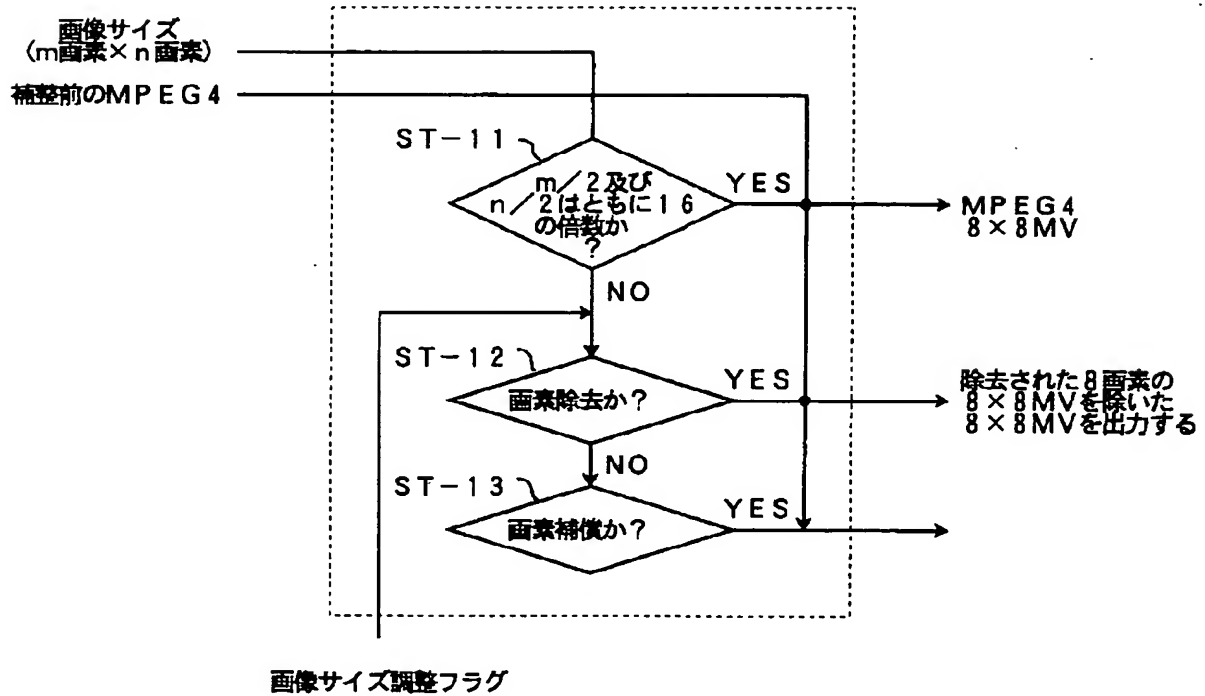 画像サイズ
(m画素×n画素)
補整前のMPEG4
ST-11
m/2及び
n/2はともに16
の倍数か
?
YES
MPEG4
8×8MV
NO
ST-12
画素除去か?
YES
除去された8画素の
8×8MVを除いた
8×8MVを出力する
NO
ST-13
画素補償か?
YES
画像サイズ調整フラグ